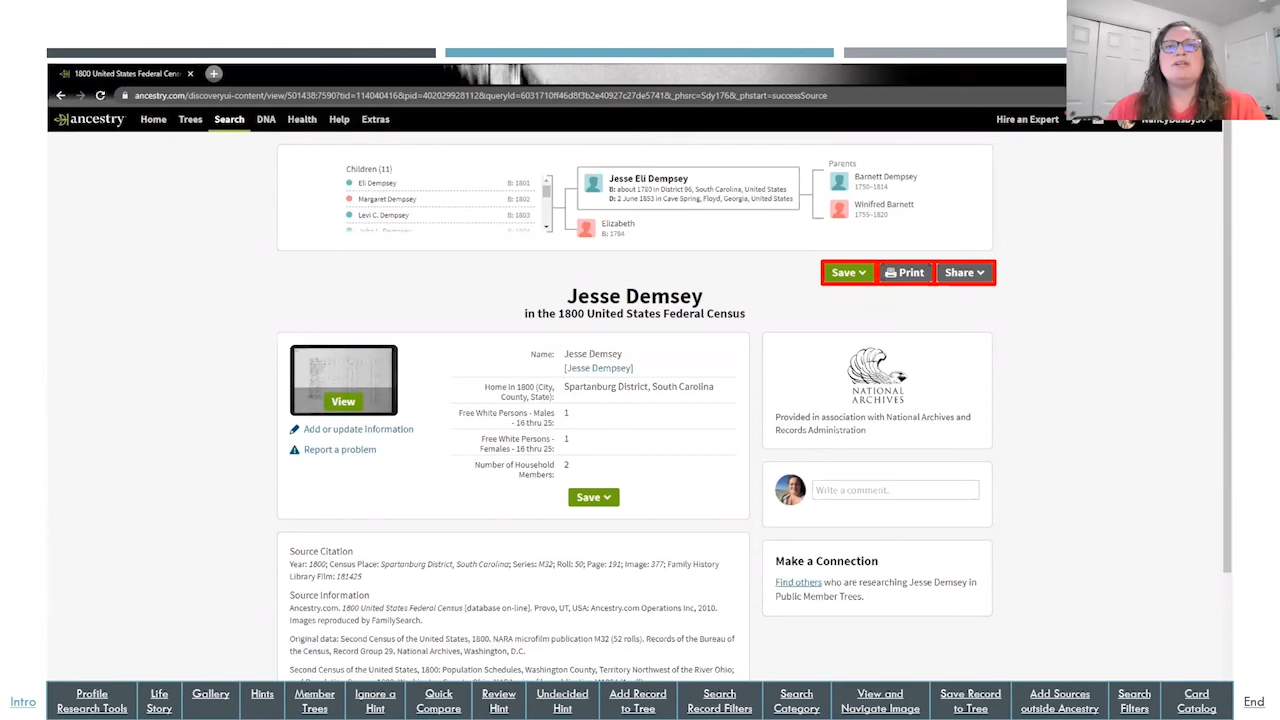 1800 United States Federal Cens
ancestry.com/discoveryui-content/view/501438:7590?tid=114040416&pid=402029928112&queryId=6031710ff46d8f3b2e40927c27de5741&_phsrc=Sdy176&_phstart=successSource
ancestry Home Trees Search DNA Health Help Extras Hire an Expert
Children (11)
Eli Dempsey B: 1801
Margaret Dempsey B: 1802
Levi C. Dempsey B: 1803
John L. Dempsey B: 1804
Jesse Eli Dempsey
B: about 1780 in District 96, South Carolina, United States
D: 2 June 1853 in Cave Spring, Floyd, Georgia, United States
Elizabeth
B: 1784
Parents
Barnett Dempsey
1750–1814
Winifred Barnett
1755–1820
Save Print Share
Jesse Demsey
in the 1800 United States Federal Census
View
Add or update information
Report a problem
Name: Jesse Demsey
[Jesse Dempsey]
Home in 1800 (City, Spartanburg District, South Carolina
County, State):
Free White Persons - Males 1
- 16 thru 25:
Free White Persons - 1
Females - 16 thru 25:
Number of Household 2
Members:
Save
NATIONAL
ARCHIVES
Provided in association with National Archives and
Records Administration
Write a comment.
Make a Connection
Find others who are researching Jesse Demsey in
Public Member Trees.
Source Citation
Year: 1800; Census Place: Spartanburg District, South Carolina; Series: M32; Roll: 50; Page: 191; Image: 377; Family History
Library Film: 181425
Source Information
Ancestry.com. 1800 United States Federal Census [database on-line]. Provo, UT, USA: Ancestry.com Operations Inc, 2010.
Images reproduced by FamilySearch.
Original data: Second Census of the United States, 1800. NARA microfilm publication M32 (52 rolls). Records of the Bureau of
the Census, Record Group 29. National Archives, Washington, D.C.
Second Census of the United States, 1800: Population Schedules, Washington County, Territory Northwest of the River Ohio;
Intro
Profile
Research Tools
Life
Story
Gallery
Hints
Member
Trees
Ignore a
Hint
Quick
Compare
Review
Hint
Undecided
Hint
Add Record
to Tree
Search
Record Filters
Search
Category
View and
Navigate Image
Save Record
to Tree
Add Sources
outside Ancestry
Search
Filters
Card
Catalog
End